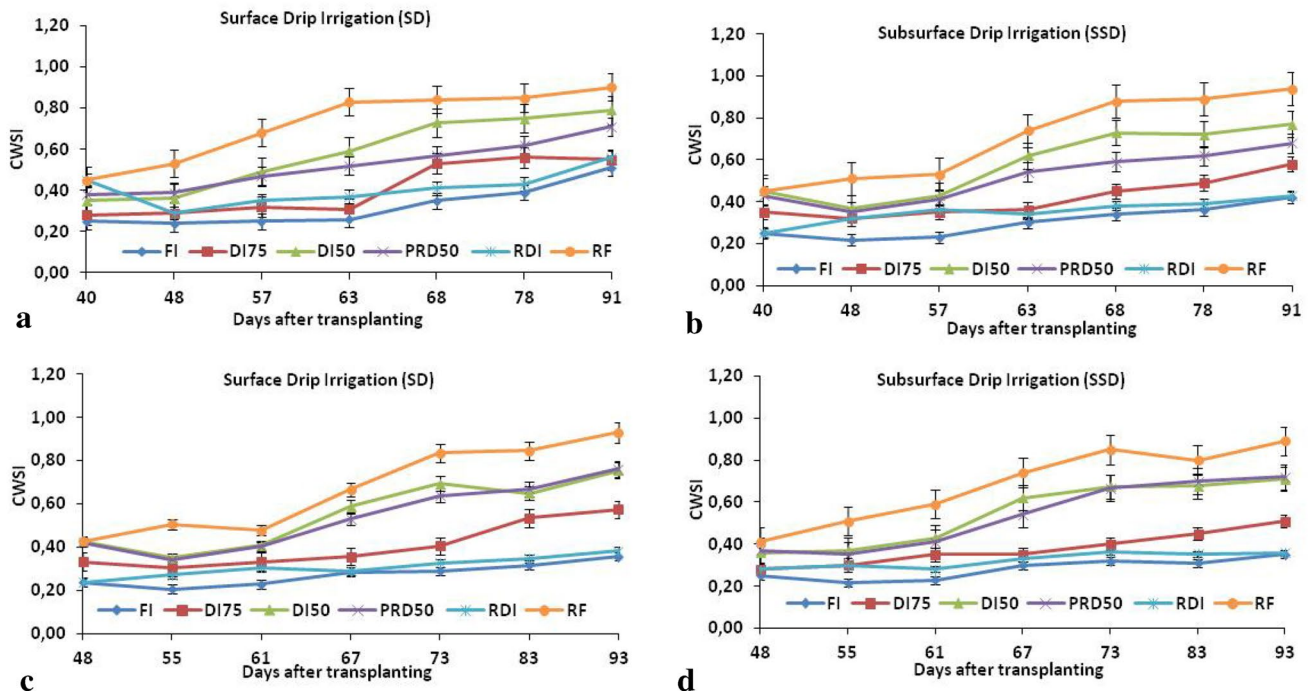 Surface Drip Irrigation (SD)
1,20
1,00
0,80
0,60
0,40
0,20
0,00
CWSI
FI DI75 DI50 PRD50 RDI RF
40 48 57 63 68 78 91
Days after transplanting
a
Subsurface Drip Irrigation (SSD)
1,20
1,00
0,80
0,60
0,40
0,20
0,00
CWSI
FI DI75 DI50 PRD50 RDI RF
40 48 57 63 68 78 91
Days after transplanting
b
Surface Drip Irrigation (SD)
1,20
1,00
0,80
0,60
0,40
0,20
0,00
CWSI
FI DI75 DI50 PRD50 RDI RF
48 55 61 67 73 83 93
Days after transplanting
c
Subsurface Drip Irrigation (SSD)
1,20
1,00
0,80
0,60
0,40
0,20
0,00
CWSI
FI DI75 DI50 PRD50 RDI RF
48 55 61 67 73 83 93
Days after transplanting
d